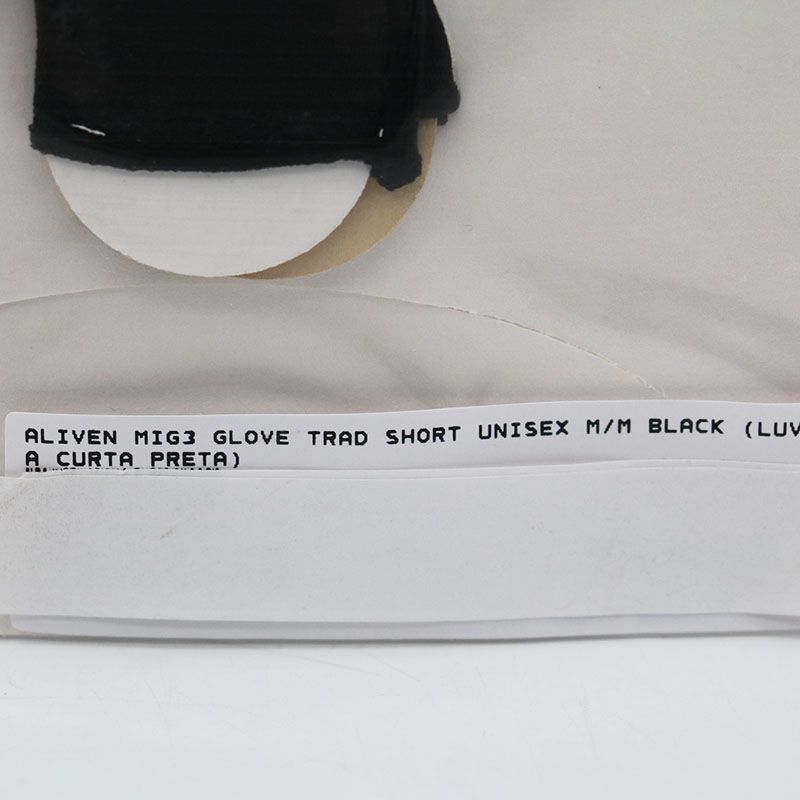 ALIVEN MIG3 GLOVE TRAD SHORT UNISEX M/M BLACK (LUV
A CURTA PRETA)